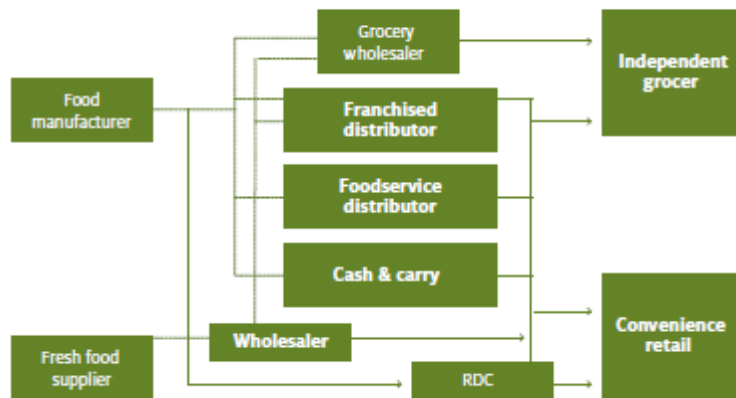 Grocery
wholesaler
Independent
grocer
Food
manufacturer
Franchised
distributor
Foodservice
distributor
Cash & carry
Wholesaler
Convenience
retail
Fresh food
supplier
RDC